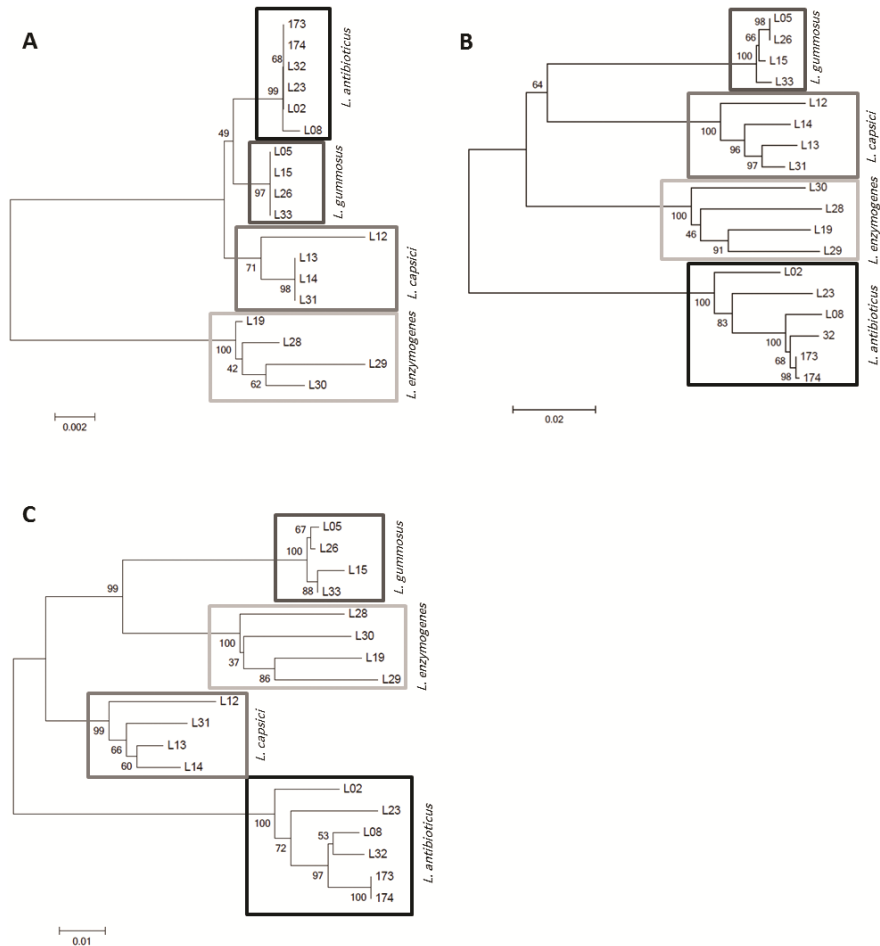 A
173
174
68
L32
L23
99
L02
L08
L. antibioticus
49
L05
L15
97
L26
L33
L. gummosus
L12
L13
71
L14
98
L31
L. capsici
L19
100
L28
42
L29
62
L30
L. enzymogenes
0.002
B
98
L05
66
L26
100
L15
L33
L. gummosus
64
L12
100
L14
96
L13
97
L31
L. capsici
L30
100
L28
46
L19
91
L29
L. enzymogenes
L02
100
L23
83
L08
100
32
68
173
98
174
L. antibioticus
0.02
C
67
L05
100
L26
L15
88
L33
L. gummosus
99
L28
100
L30
37
L19
86
L29
L. enzymogenes
L12
99
L31
66
L13
60
L14
L. capsici
L02
100
L23
72
53
L08
L32
97
173
100
174
L. antibioticus
0.01